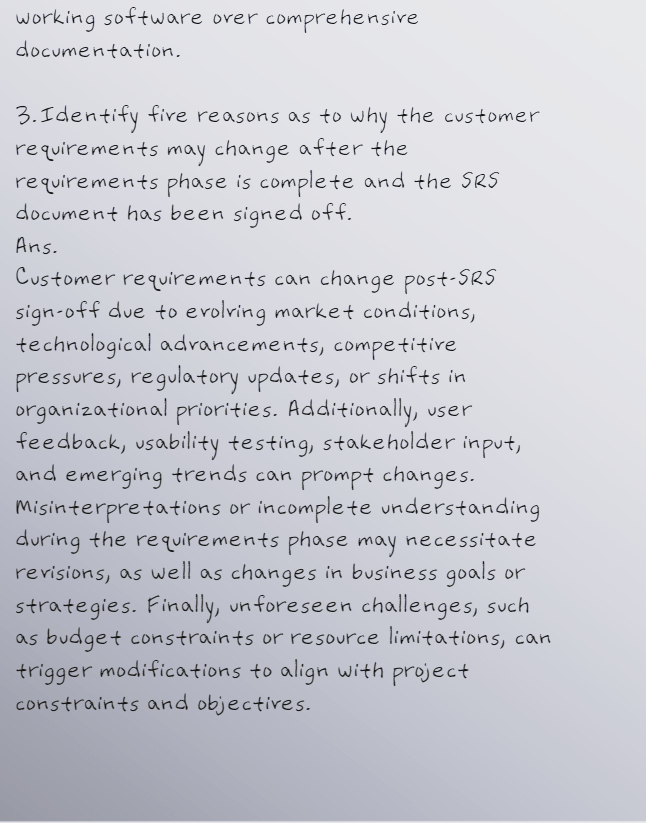 working software over comprehensive
documentation.
3. Identify five reasons as to why the customer
requirements may change after the
requirements phase is complete and the SRS
document has been signed off.
Ans.
Customer requirements can change post-SRS
sign-off due to evolving market conditions,
technological advancements, competitive
pressures, regulatory updates, or shifts in
organizational priorities. Additionally, user
feedback, usability testing, stakeholder input,
and emerging trends can prompt changes.
Misinterpretations or incomplete understanding
during the requirements phase may necessitate
revisions, as well as changes in business goals or
strategies. Finally, unforeseen challenges, such
as budget constraints or resource limitations, can
trigger modifications to align with project
constraints and objectives.